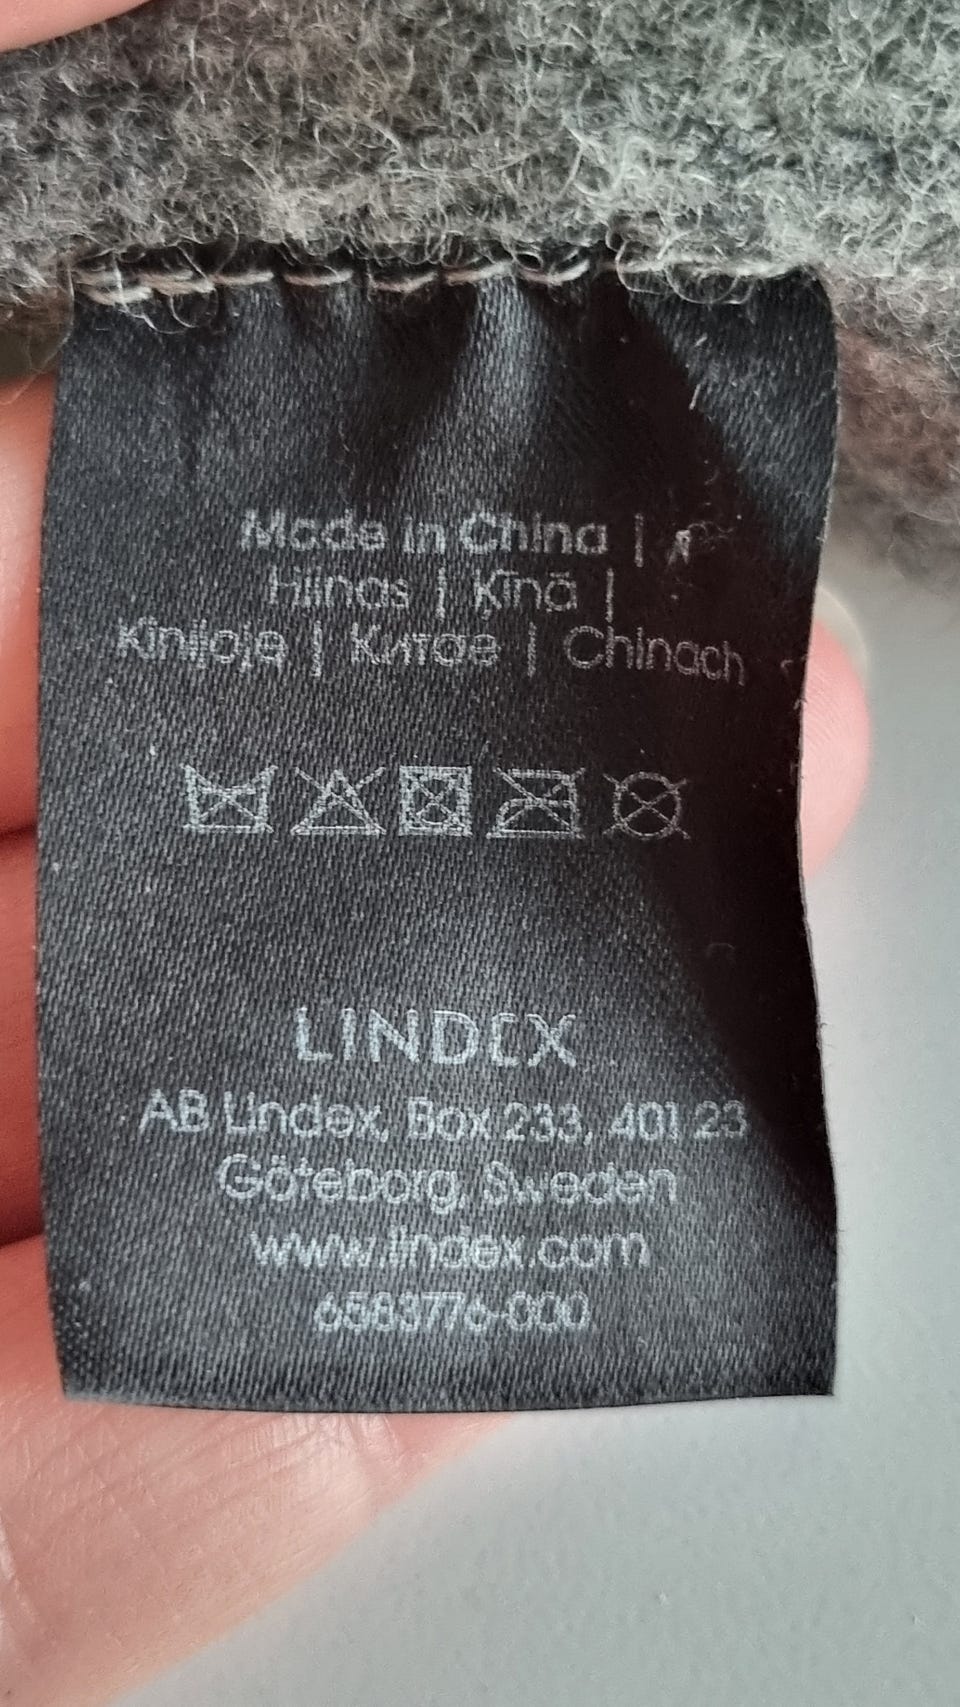 Made in China |
Hiinas | Ķīnā |
Kinijoje | Китае | Chinach
LINDEX
AB Lindex, Box 233, 401 23
Göteborg, Sweden
www.lindex.com
6583776-000